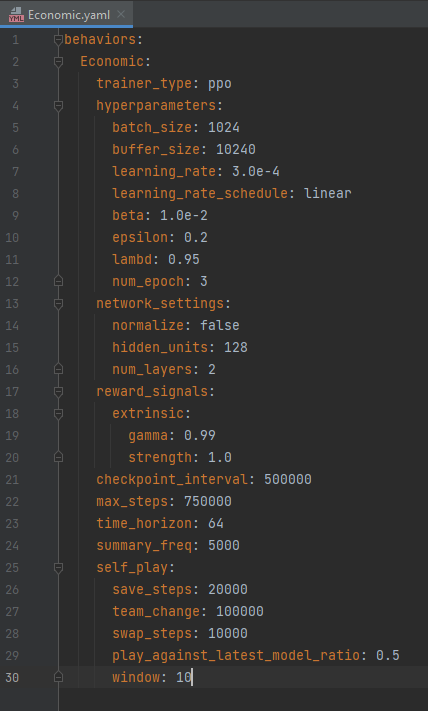 Economic.yaml
1 behaviors:
2 Economic:
3 trainer_type: ppo
4 hyperparameters:
5 batch_size: 1024
6 buffer_size: 10240
7 learning_rate: 3.0e-4
8 learning_rate_schedule: linear
9 beta: 1.0e-2
10 epsilon: 0.2
11 lambd: 0.95
12 num_epoch: 3
13 network_settings:
14 normalize: false
15 hidden_units: 128
16 num_layers: 2
17 reward_signals:
18 extrinsic:
19 gamma: 0.99
20 strength: 1.0
21 checkpoint_interval: 500000
22 max_steps: 750000
23 time_horizon: 64
24 summary_freq: 5000
25 self_play:
26 save_steps: 20000
27 team_change: 100000
28 swap_steps: 10000
29 play_against_latest_model_ratio: 0.5
30 window: 10